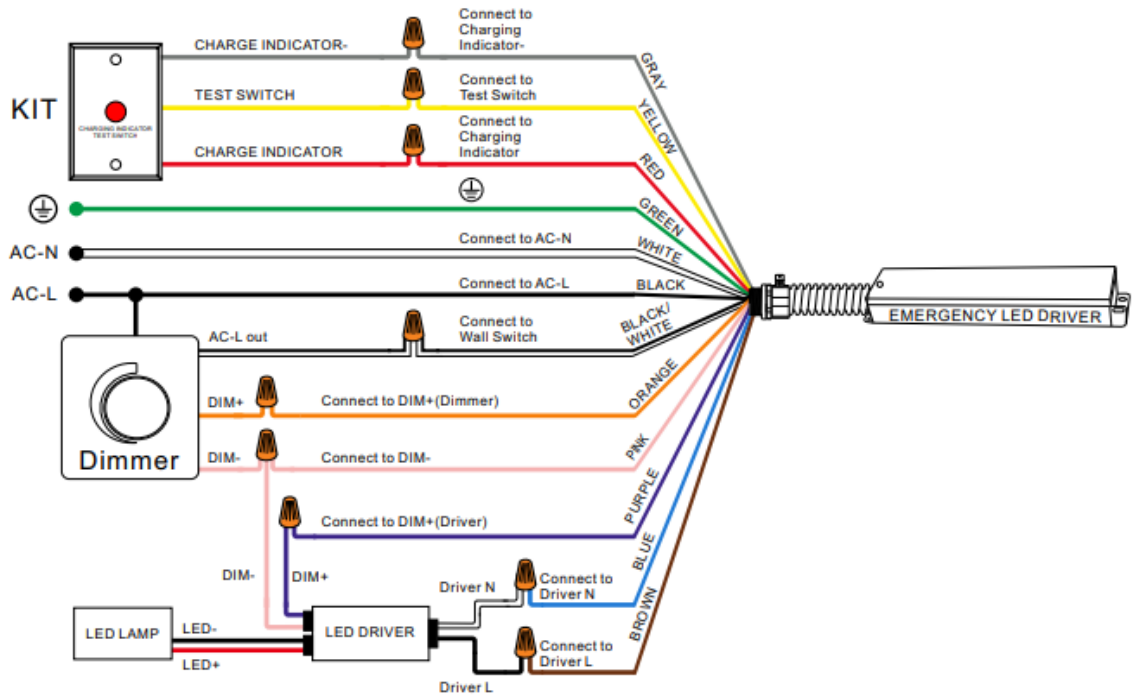 KIT
CHARGING INDICATOR
TEST SWITCH
CHARGE INDICATOR-
Connect to
Charging
Indicator-
GRAY
TEST SWITCH
Connect to
Test Switch
YELLOW
CHARGE INDICATOR
Connect to
Charging
Indicator
RED
GREEN
AC-N
Connect to AC-N
WHITE
AC-L
Connect to AC-L
BLACK
EMERGENCY LED DRIVER
AC-L out
Connect to
Wall Switch
BLACK/
WHITE
Dimmer
DIM+
Connect to DIM+(Dimmer)
ORANGE
DIM-
Connect to DIM-
PINK
Connect to DIM+(Driver)
PURPLE
DIM-
DIM+
Driver N
Connect to
Driver N
BLUE
LED LAMP
LED-
LED+
LED DRIVER
Driver L
Connect to
Driver L
BROWN